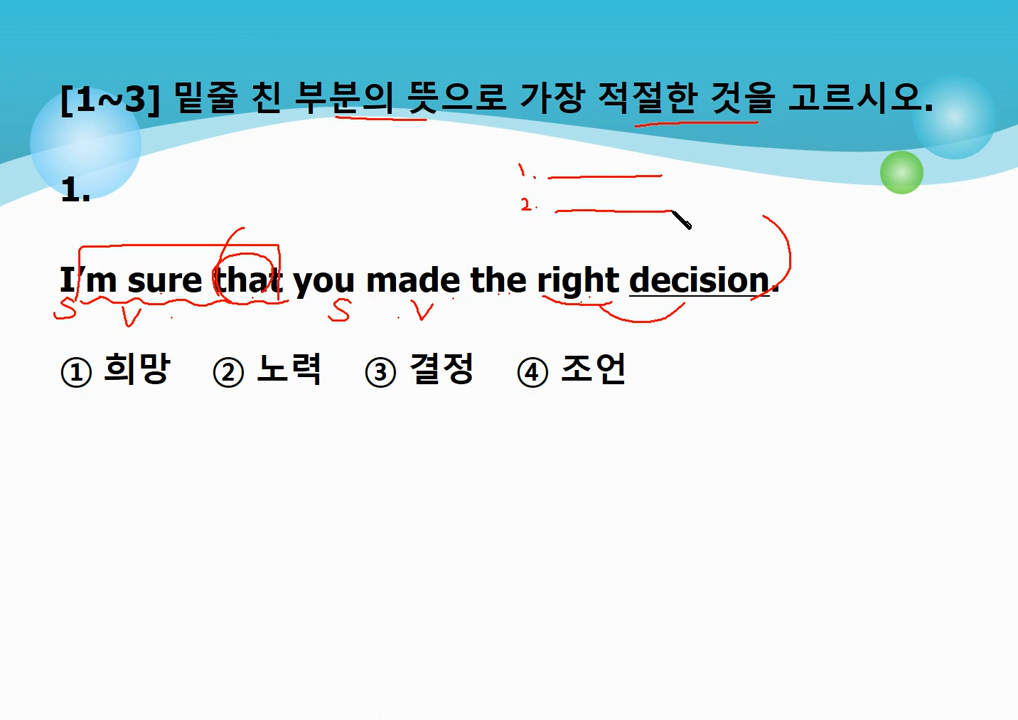 [1~3] 밑줄 친 부분의 뜻으로 가장 적절한 것을 고르시오.
1.
1.
2.
I'm sure that you made the right decision.
S V S V
① 희망 ② 노력 ③ 결정 ④ 조언